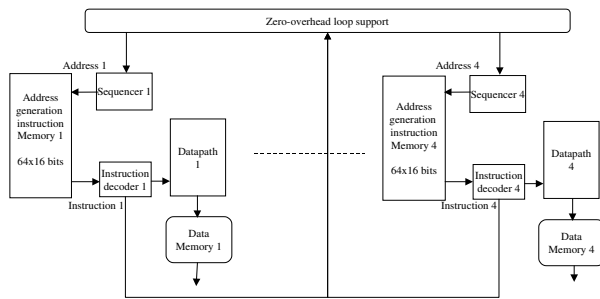 Zero-overhead loop support
Address 1
Sequencer 1
Address
generation
instruction
Memory 1
64x16 bits
Instruction
decoder 1
Instruction 1
Datapath
1
Data
Memory 1
Address 4
Sequencer 4
Address
generation
instruction
Memory 4
64x16 bits
Instruction
decoder 4
Instruction 4
Datapath
4
Data
Memory 4